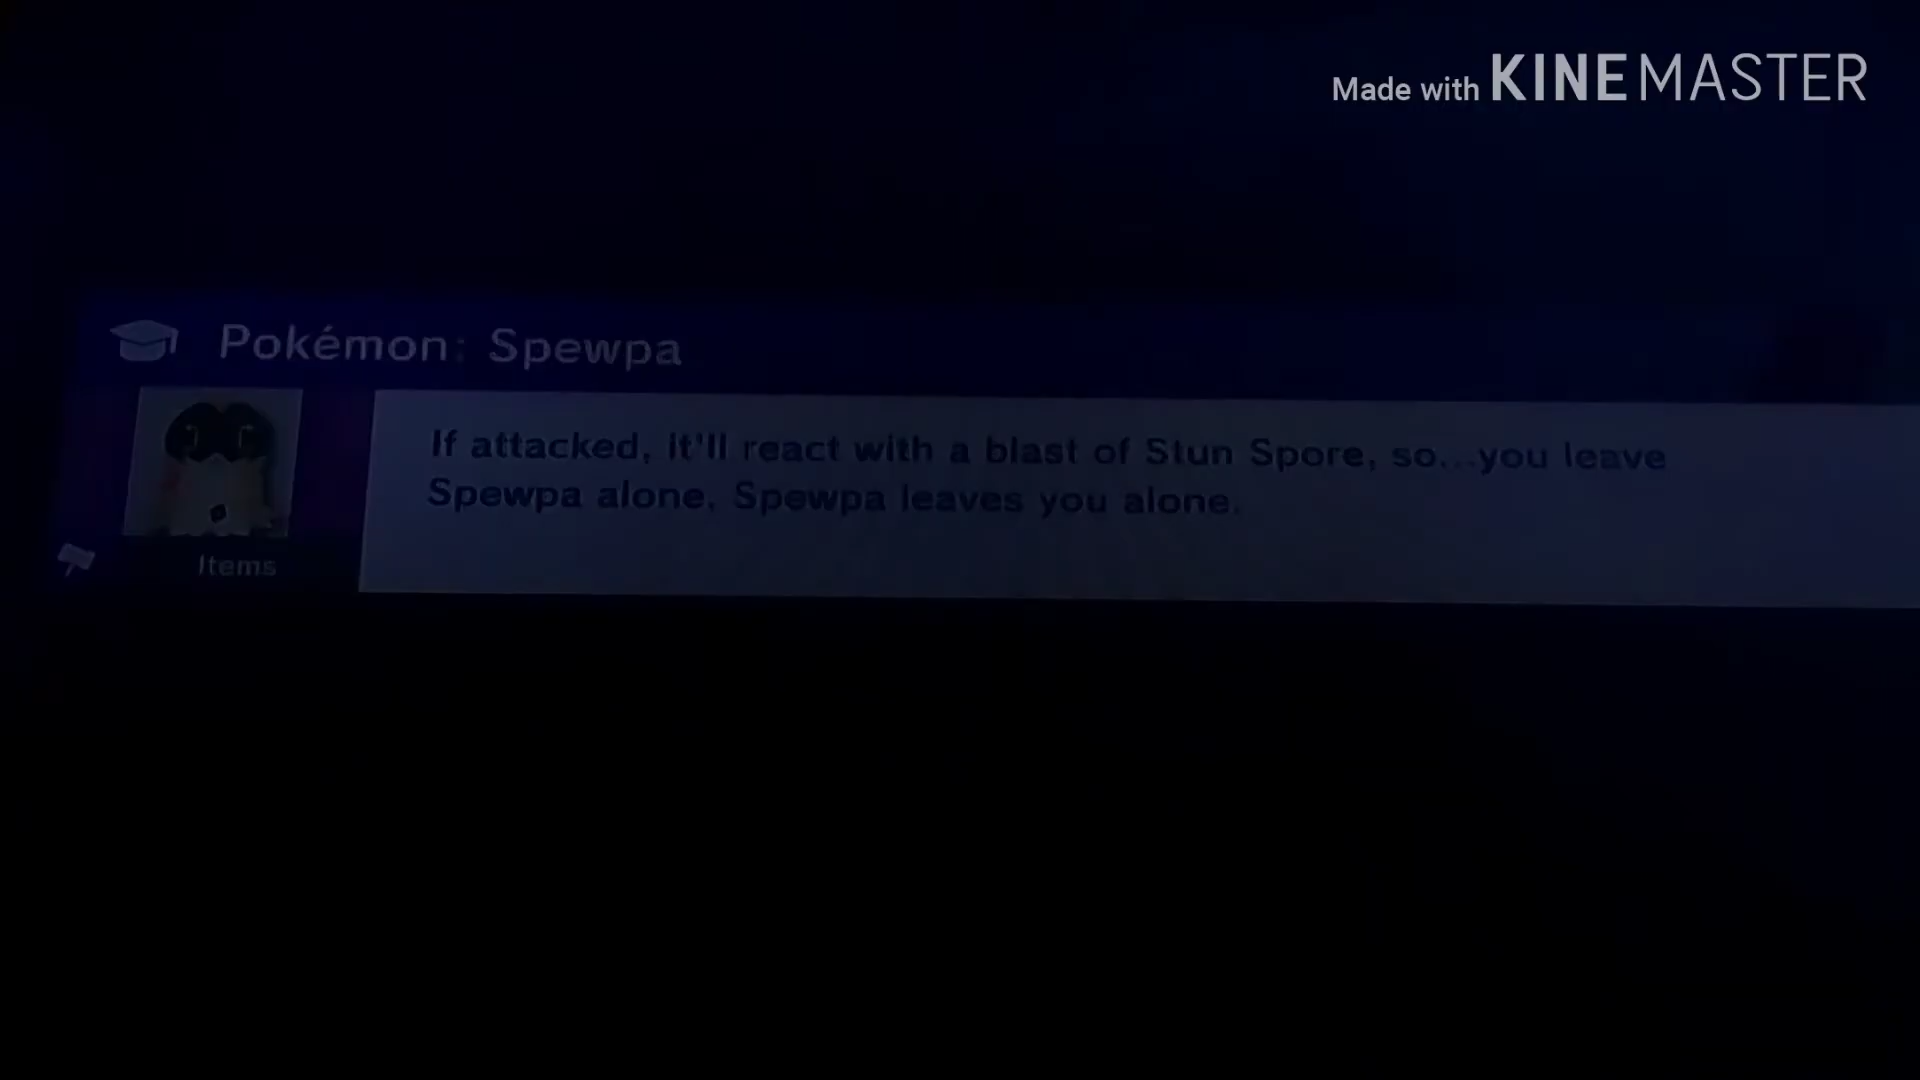 Made with KINEMASTER
Pokémon: Spewpa
If attacked, it'll react with a blast of Stun Spore, so...you leave
Spewpa alone, Spewpa leaves you alone.
Items